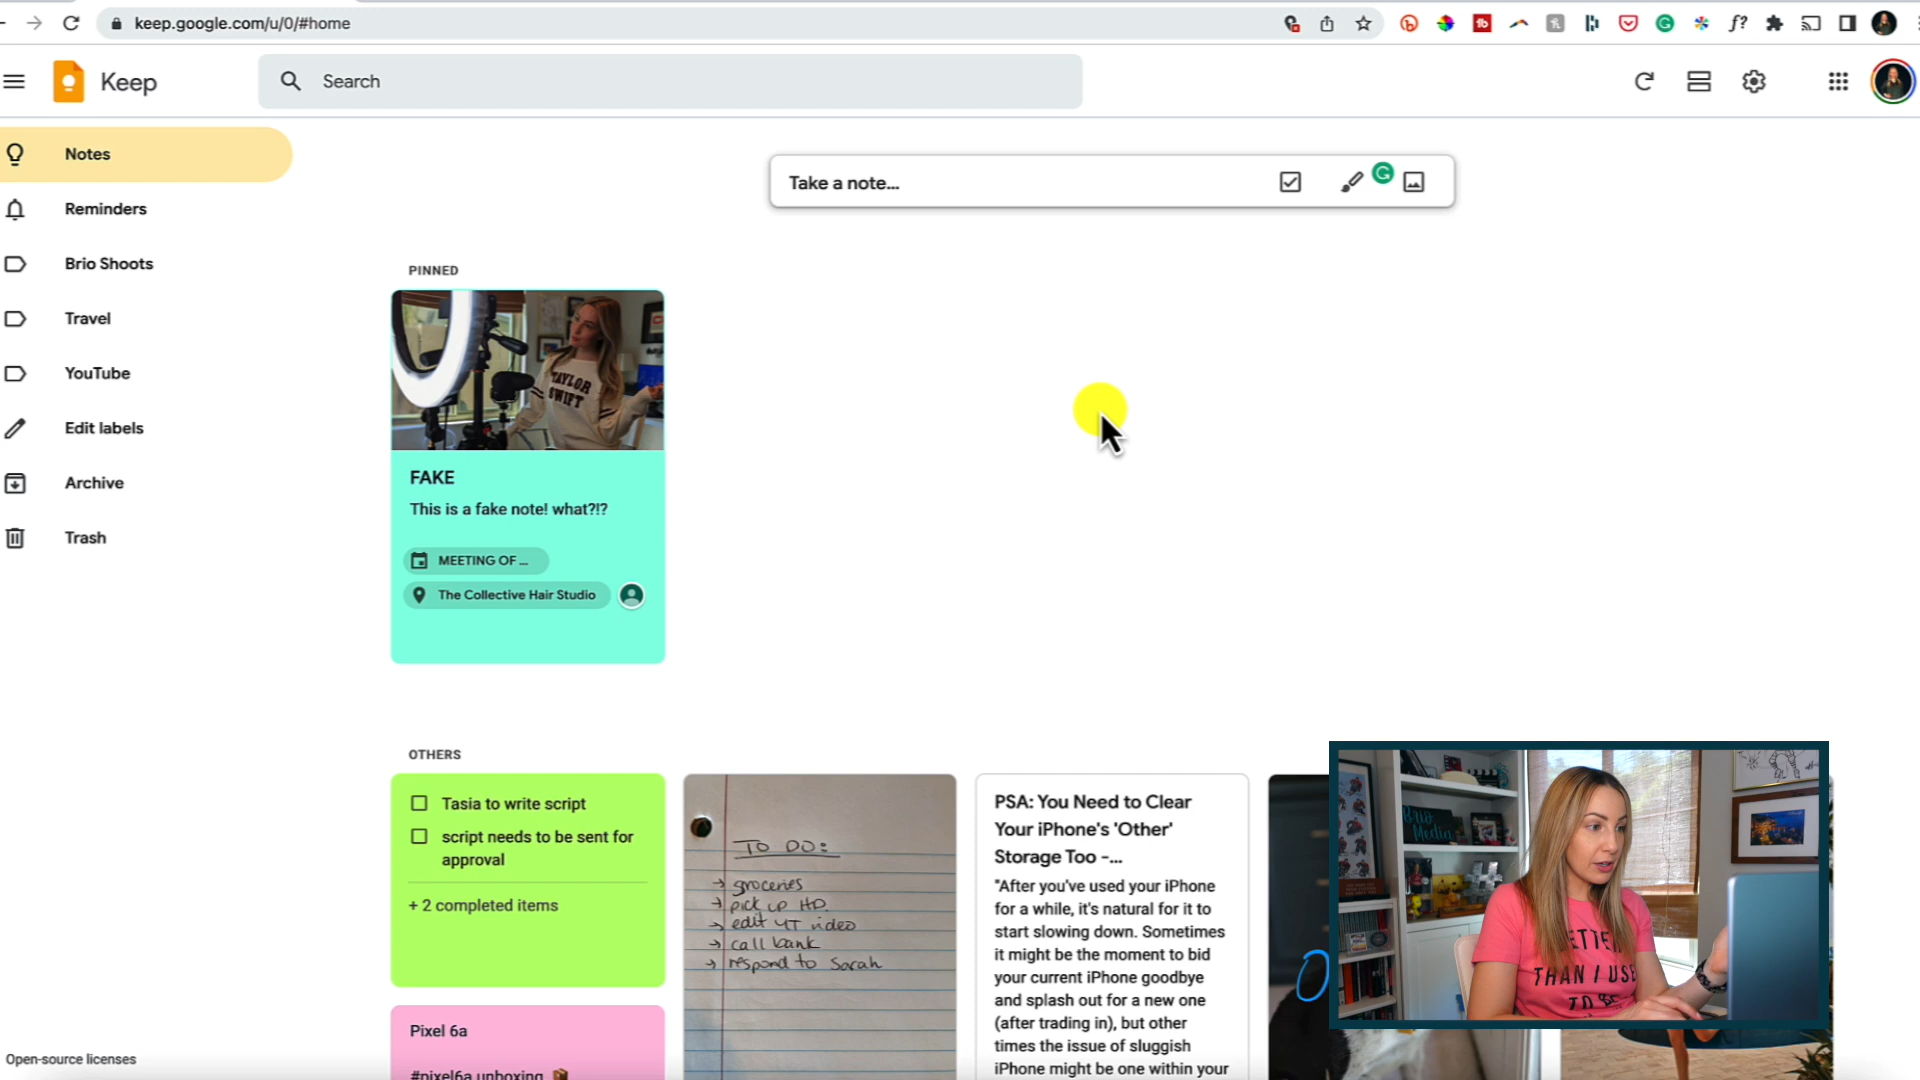 keep.google.com/u/0/#home
Keep
Search
Notes
Reminders
Brio Shoots
Travel
YouTube
Edit labels
Archive
Trash
Open-source licenses
Take a note...
PINNED
TAYLOR
SWIFT
FAKE
This is a fake note! what?!?
MEETING OF ...
The Collective Hair Studio
OTHERS
Tasia to write script
script needs to be sent for
approval
+ 2 completed items
Pixel 6a
#pixel6a unboxing 📦
TO DO:
→ groceries
→ pick up HD.
→ edit YT video
→ call bank
→ respond to Sarah
PSA: You Need to Clear
Your iPhone's 'Other'
Storage Too -...
"After you've used your iPhone
for a while, it's natural for it to
start slowing down. Sometimes
it might be the moment to bid
your current iPhone goodbye
and splash out for a new one
(after trading in), but other
times the issue of sluggish
iPhone might be one within your
Brio
Media
THAN I USE
TO BE